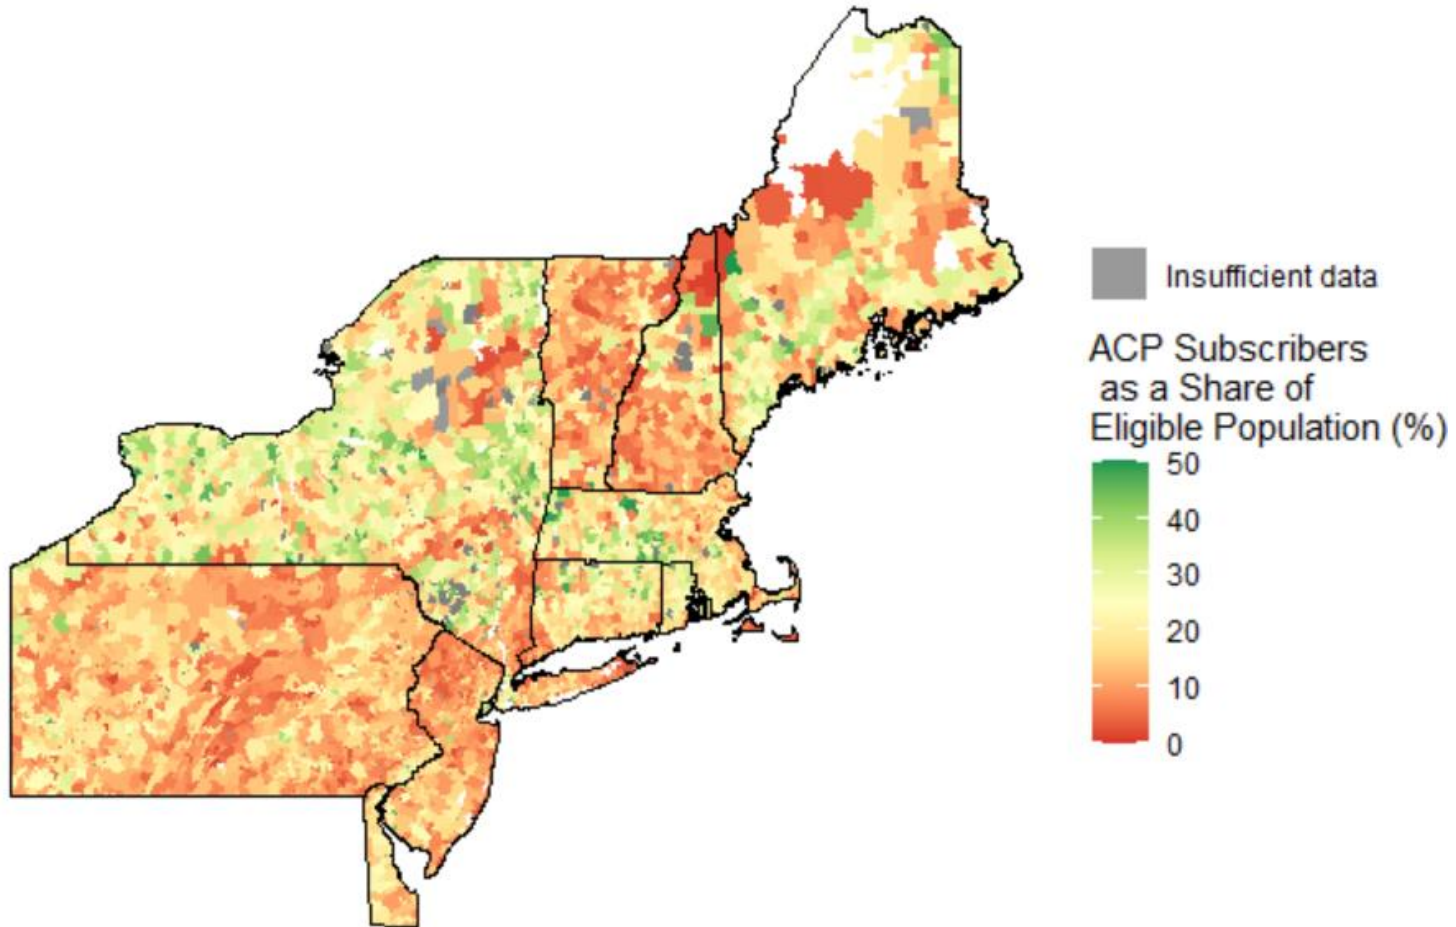 Insufficient data
ACP Subscribers
as a Share of
Eligible Population (%)
50
40
30
20
10
0